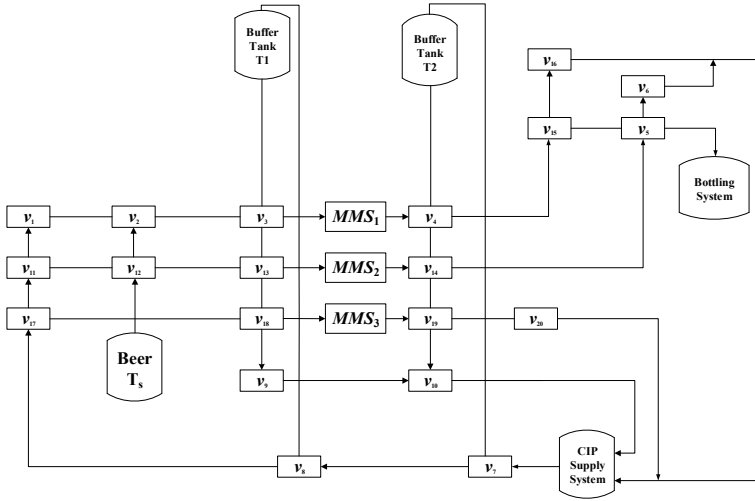 Buffer
Tank
T1
Buffer
Tank
T2
v16
v6
v15
v5
Bottling
System
v1
v2
v3
MMS1
v4
v11
v12
v13
MMS2
v14
v17
v18
MMS3
v19
v20
Beer
Ts
v9
v10
v8
v7
CIP
Supply
System